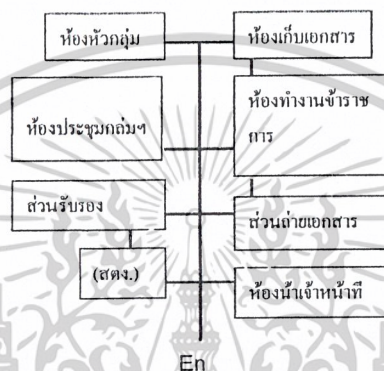 ห้องหัวกลุ่ม
ห้องเก็บเอกสาร
ห้องประชุมกล่มฯ
ห้องทำงานข้าราช
การ
ส่วนรับรอง
ส่วนถ่ายเอกสาร
(สตง.)
ห้องน้ำเจ้าหน้าที่
En